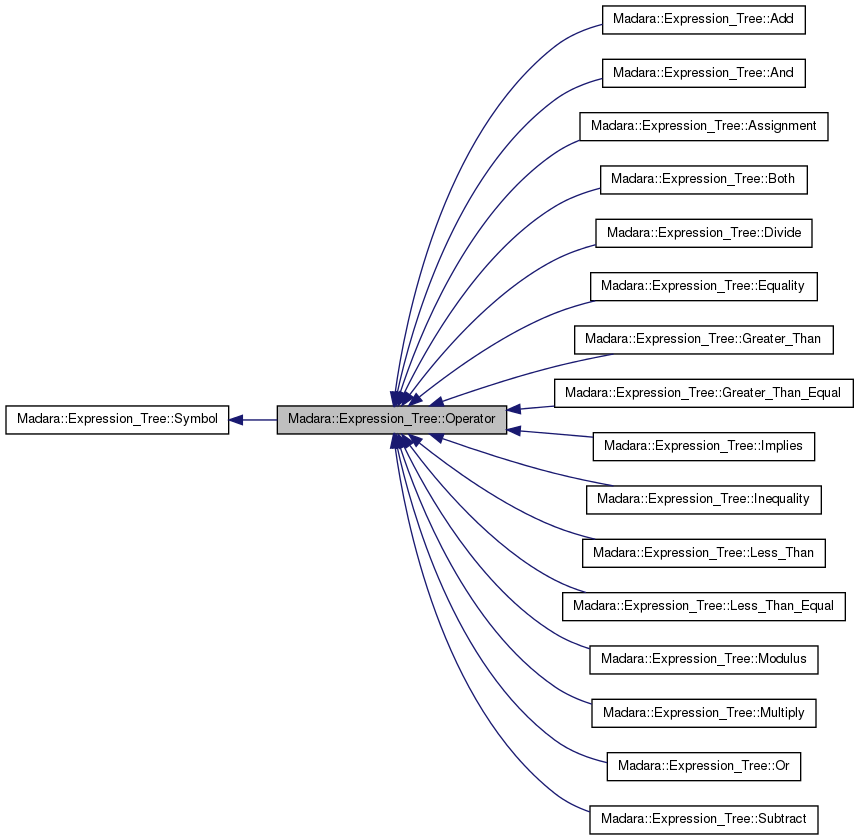 Madara::Expression_Tree::Add
Madara::Expression_Tree::And
Madara::Expression_Tree::Assignment
Madara::Expression_Tree::Both
Madara::Expression_Tree::Divide
Madara::Expression_Tree::Equality
Madara::Expression_Tree::Greater_Than
Madara::Expression_Tree::Greater_Than_Equal
Madara::Expression_Tree::Symbol
Madara::Expression_Tree::Operator
Madara::Expression_Tree::Implies
Madara::Expression_Tree::Inequality
Madara::Expression_Tree::Less_Than
Madara::Expression_Tree::Less_Than_Equal
Madara::Expression_Tree::Modulus
Madara::Expression_Tree::Multiply
Madara::Expression_Tree::Or
Madara::Expression_Tree::Subtract